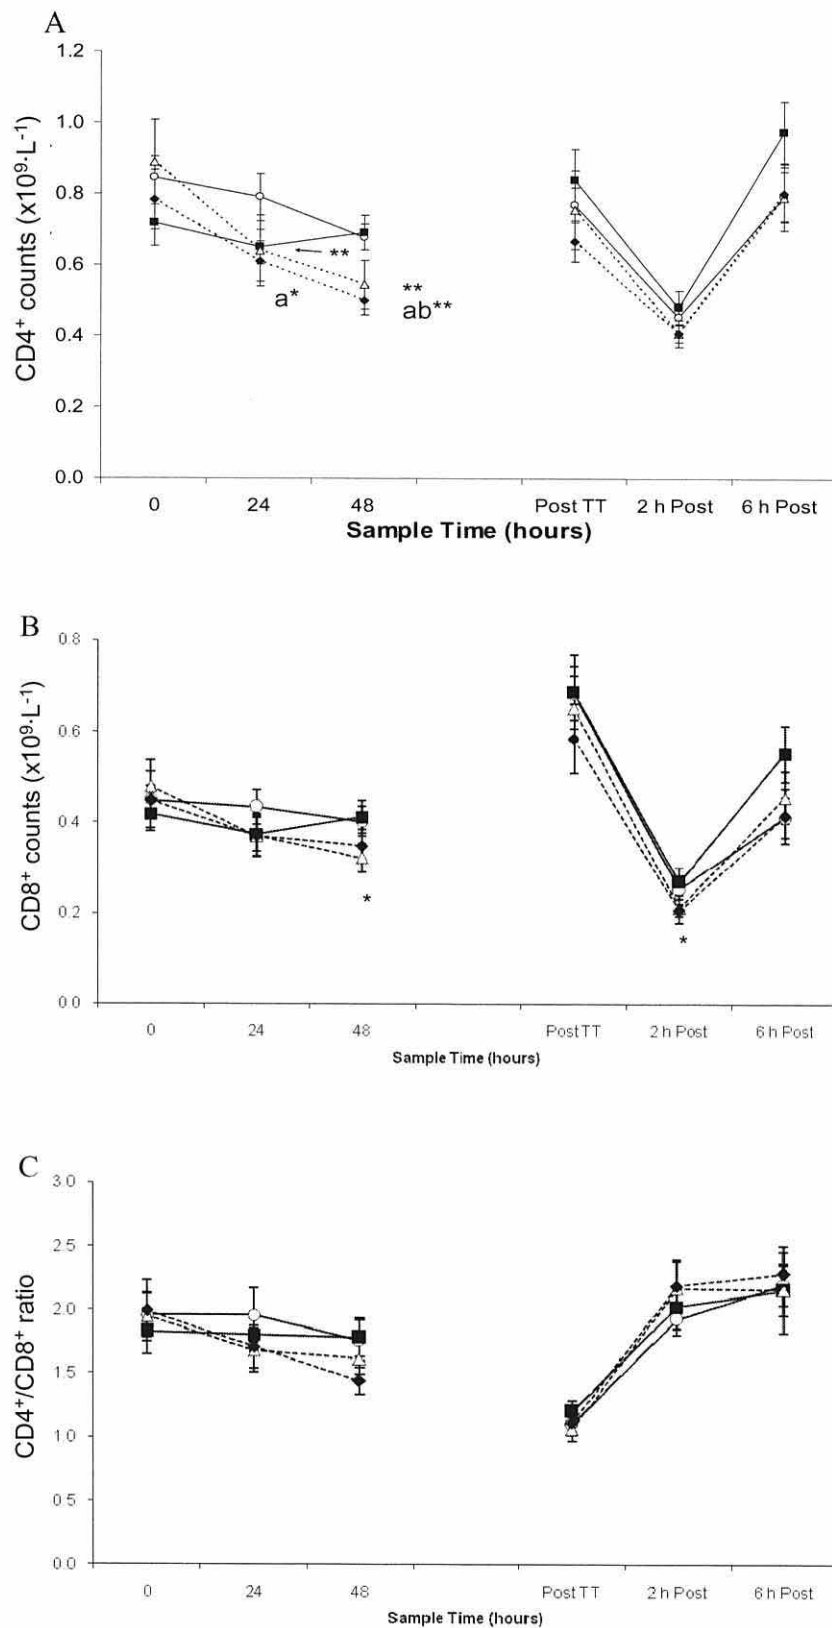 A
CD4⁺ counts (x10⁹·L⁻¹)
1.2
1.0
0.8
0.6
0.4
0.2
0.0
**
a*
**
ab**
0 24 48 Post TT 2 h Post 6 h Post
Sample Time (hours)
B
CD8⁺ counts (x10⁹·L⁻¹)
0.8
0.6
0.4
0.2
0.0
*
*
0 24 48 Post TT 2 h Post 6 h Post
Sample Time (hours)
C
CD4⁺/CD8⁺ ratio
3.0
2.5
2.0
1.5
1.0
0.5
0.0
0 24 48 Post TT 2 h Post 6 h Post
Sample Time (hours)